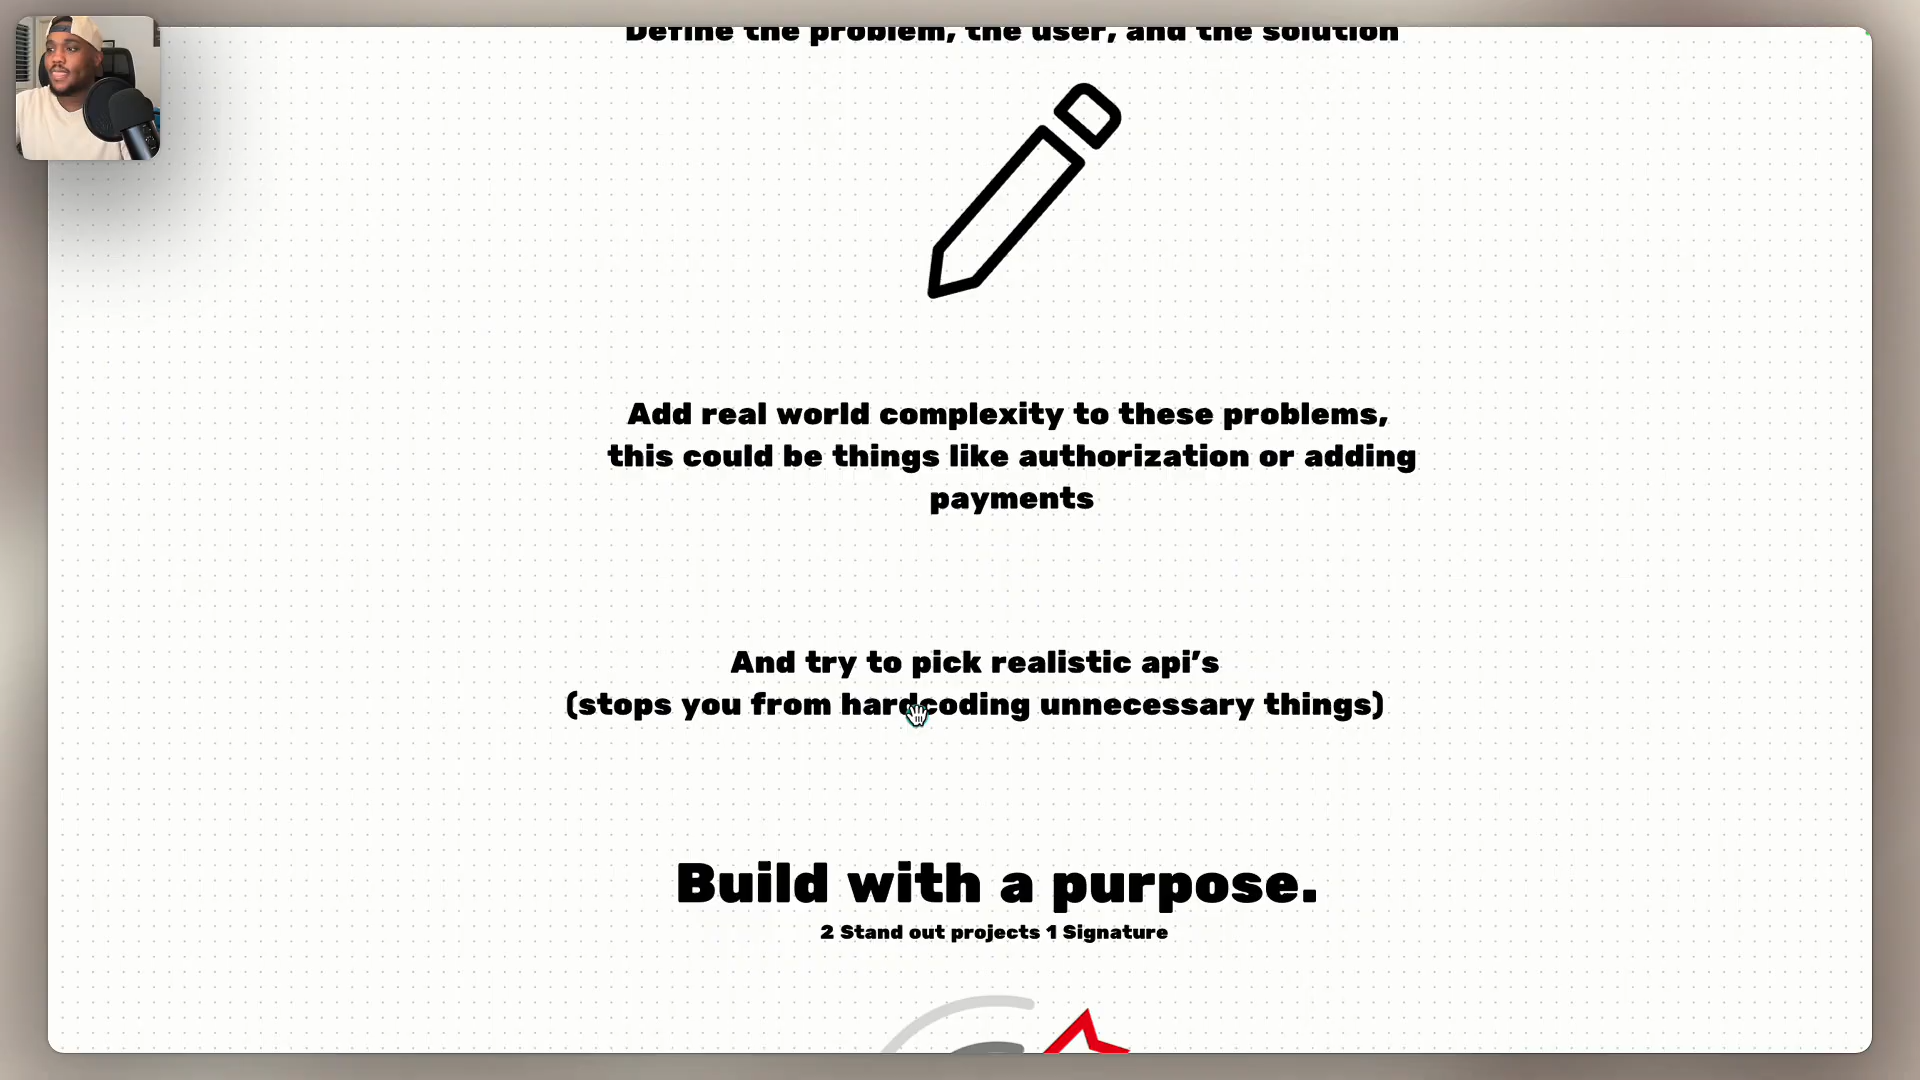 Define the problem, the user, and the solution
Add real world complexity to these problems,
this could be things like authorization or adding
payments
And try to pick realistic api's
(stops you from hardcoding unnecessary things)
Build with a purpose.
2 Stand out projects 1 Signature